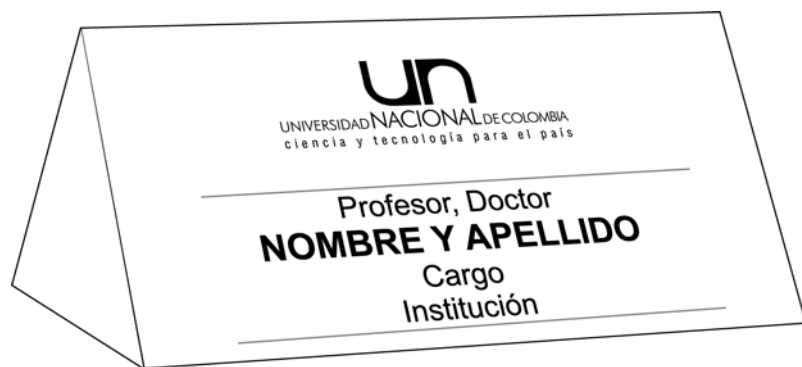 un
UNIVERSIDAD NACIONAL DE COLOMBIA
ciencia y tecnología para el país
Profesor, Doctor
NOMBRE Y APELLIDO
Cargo
Institución